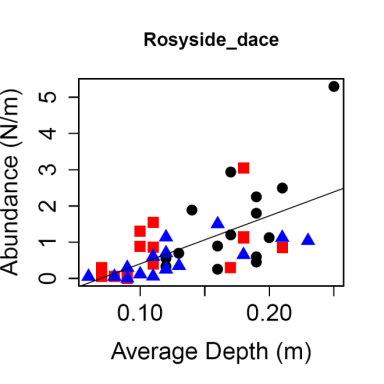 Rosyside_dace
Abundance (N/m)
5
4
3
2
1
0
0.10 0.20
Average Depth (m)